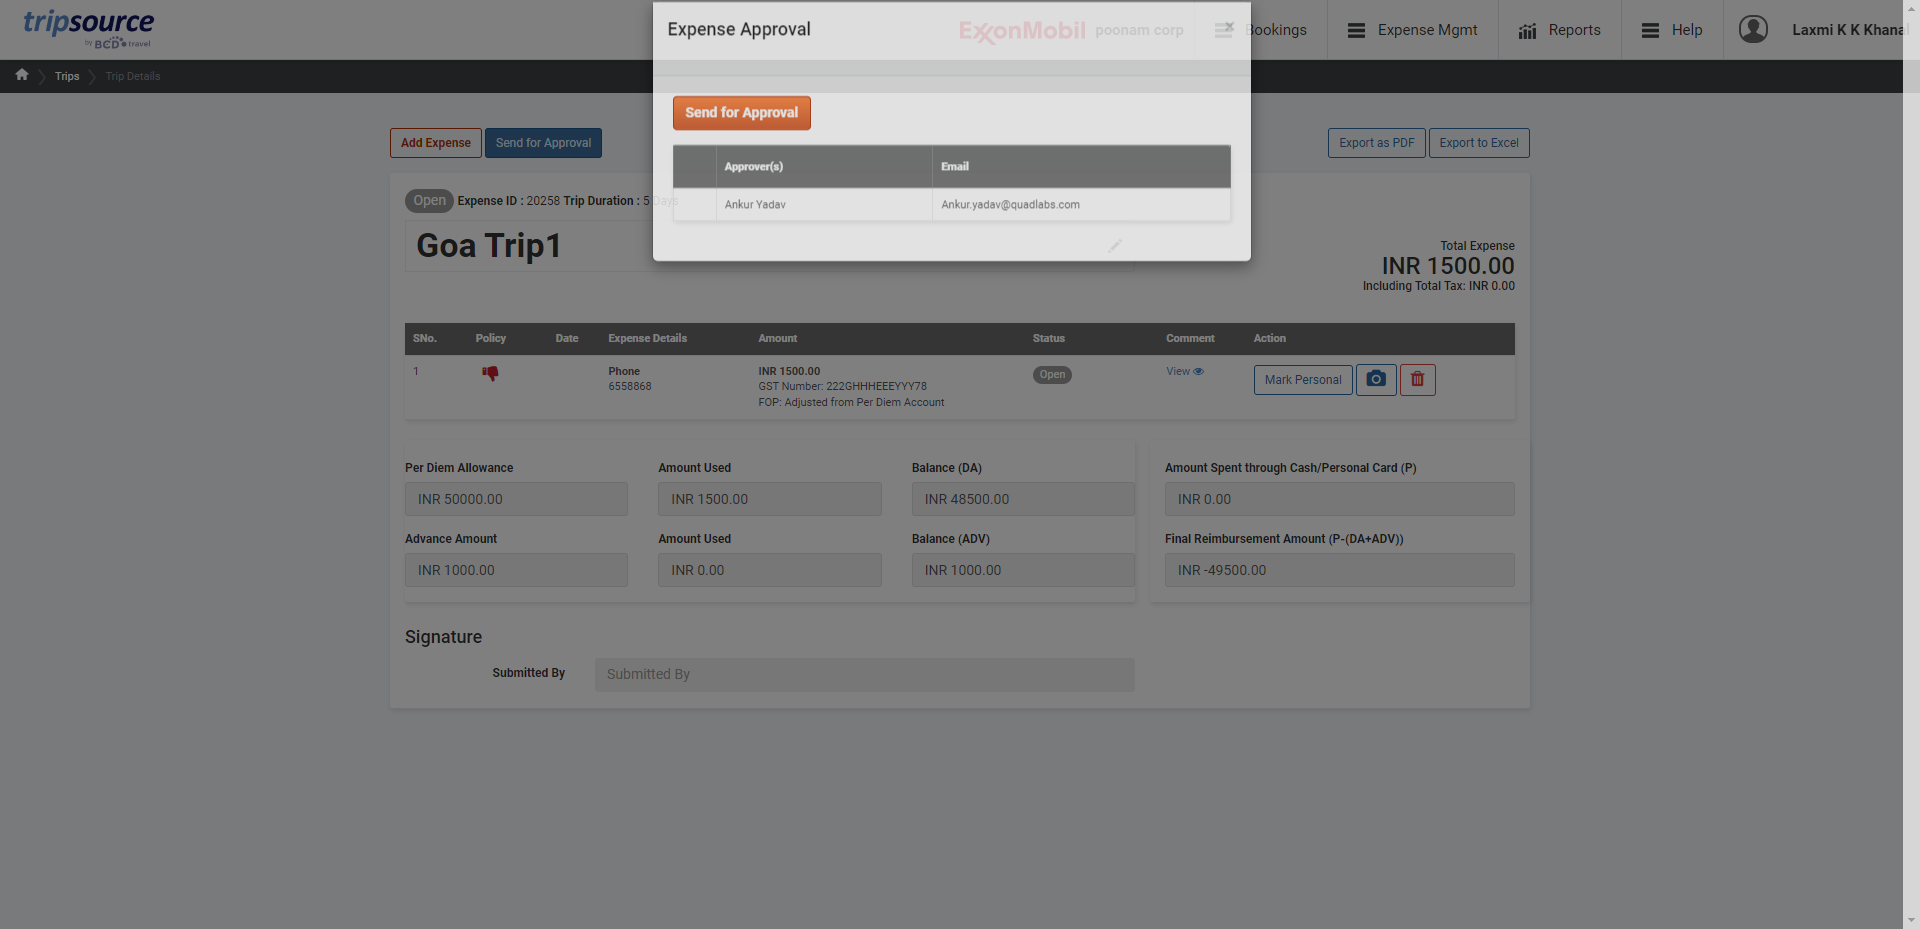 tripsource
by BCD travel
Expense Approval
×
ExxonMobil
poonam corp
Bookings
Expense Mgmt
Reports
Help
Laxmi K K Khanal
Trips
Trip Details
Send for Approval
Approver(s) Email
Ankur Yadav Ankur.yadav@quadlabs.com
Add Expense
Send for Approval
Export as PDF
Export to Excel
Open Expense ID : 20258 Trip Duration : 5 Days
Goa Trip1
Total Expense
INR 1500.00
Including Total Tax: INR 0.00
SNo. Policy Date Expense Details Amount Status Comment Action
1 Phone INR 1500.00 Open View Mark Personal
6558868 GST Number: 222GHHHEEEYYY78
FOP: Adjusted from Per Diem Account
Per Diem Allowance Amount Used Balance (DA) Amount Spent through Cash/Personal Card (P)
INR 50000.00 INR 1500.00 INR 48500.00 INR 0.00
Advance Amount Amount Used Balance (ADV) Final Reimbursement Amount (P-(DA+ADV))
INR 1000.00 INR 0.00 INR 1000.00 INR -49500.00
Signature
Submitted By Submitted By